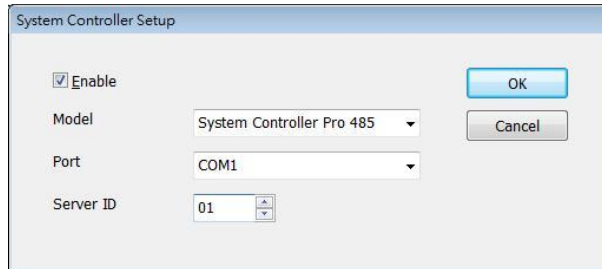 System Controller Setup
Enable
OK
Model
System Controller Pro 485
Cancel
Port
COM1
Server ID
01